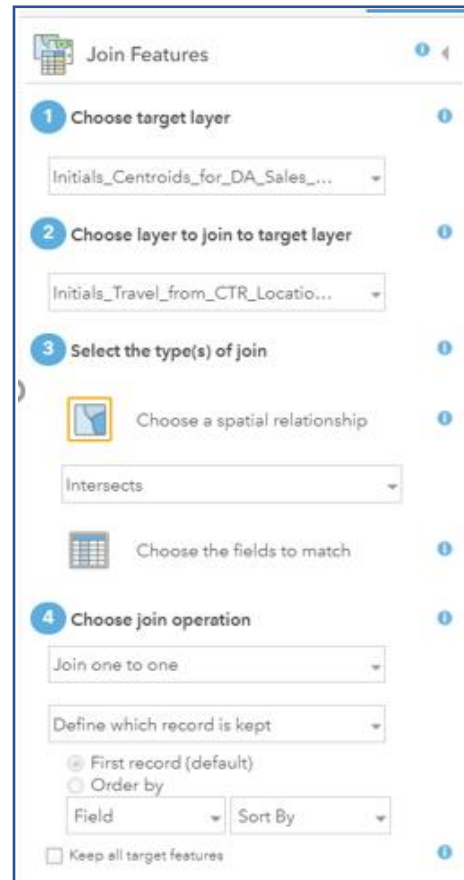 Join Features
1 Choose target layer
Initials_Centroids_for_DA_Sales_...
2 Choose layer to join to target layer
Initials_Travel_from_CTR_Locatio...
3 Select the type(s) of join
Choose a spatial relationship
Intersects
Choose the fields to match
4 Choose join operation
Join one to one
Define which record is kept
First record (default)
Order by
Field Sort By
Keep all target features